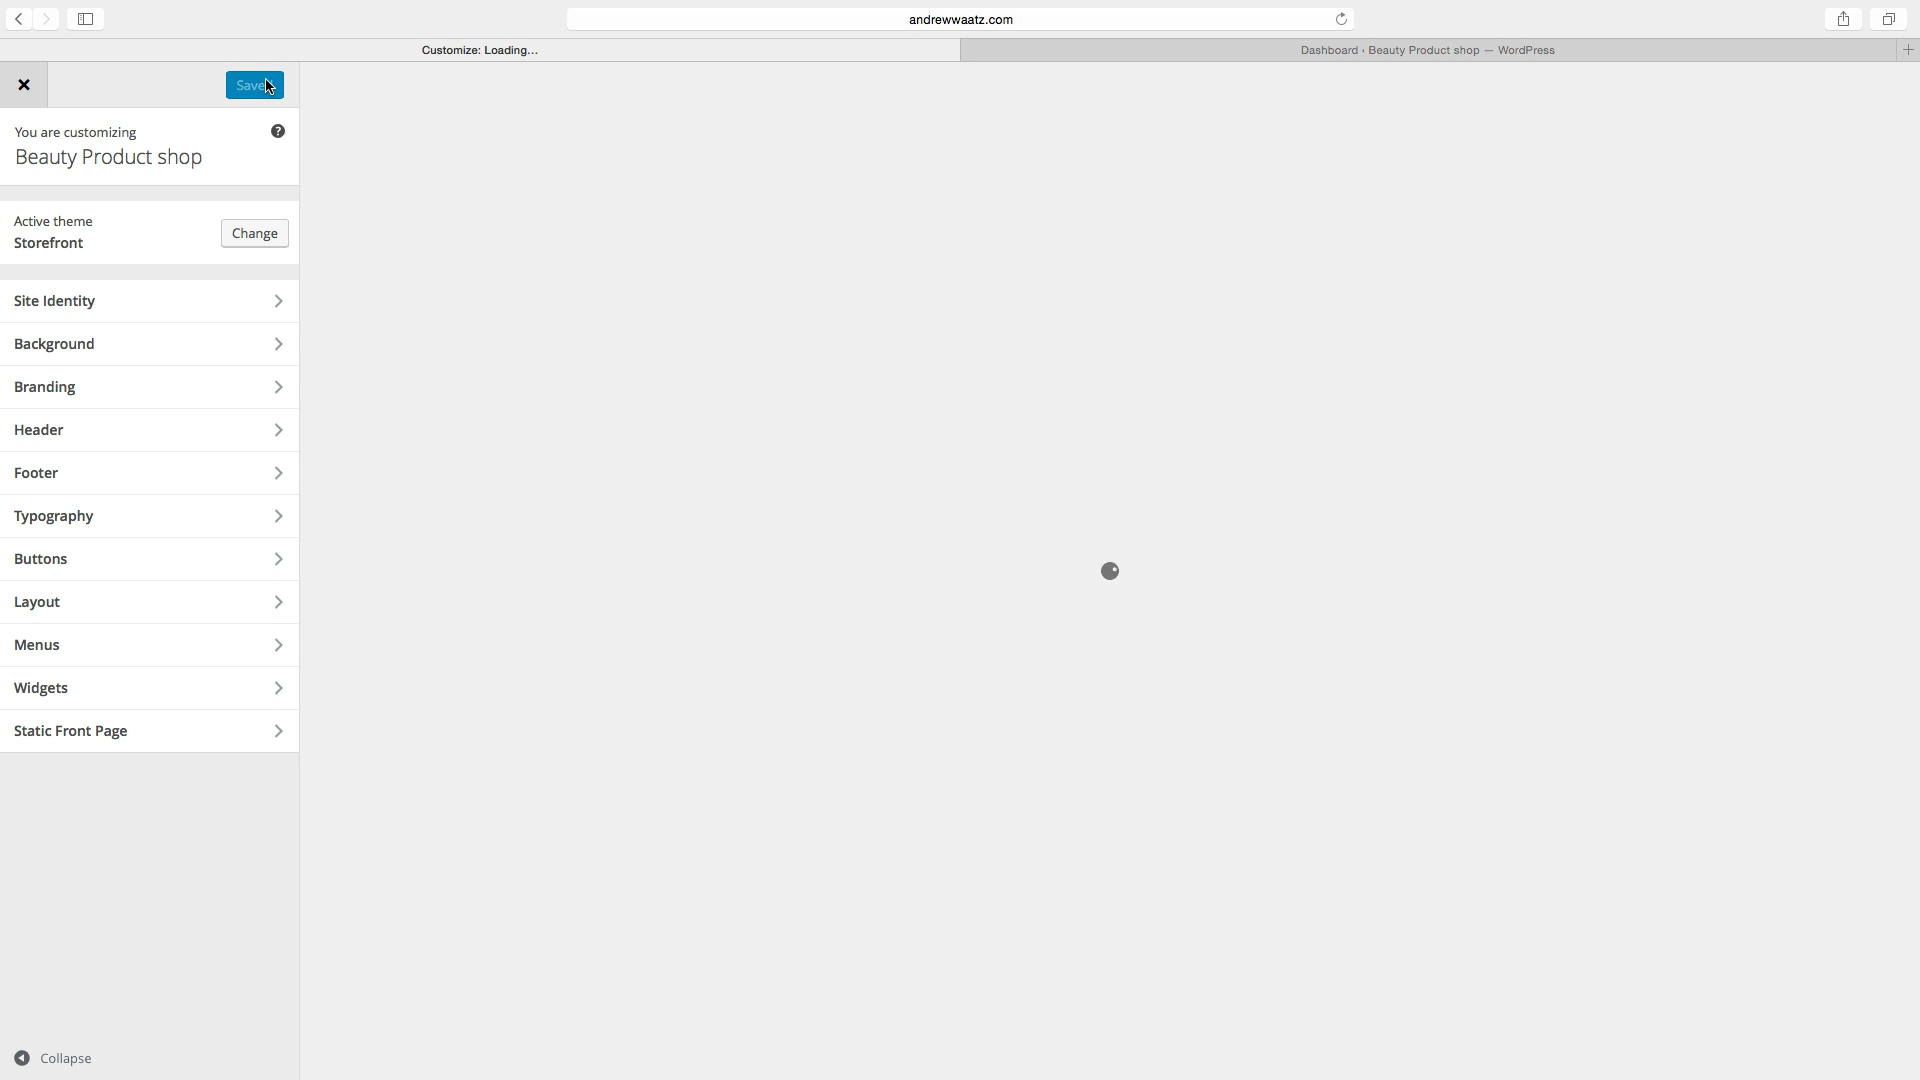 andrewwaatz.com
Customize: Loading...
Dashboard ‹ Beauty Product shop — WordPress
You are customizing
Beauty Product shop
Active theme
Storefront
Change
Site Identity
Background
Branding
Header
Footer
Typography
Buttons
Layout
Menus
Widgets
Static Front Page
Collapse